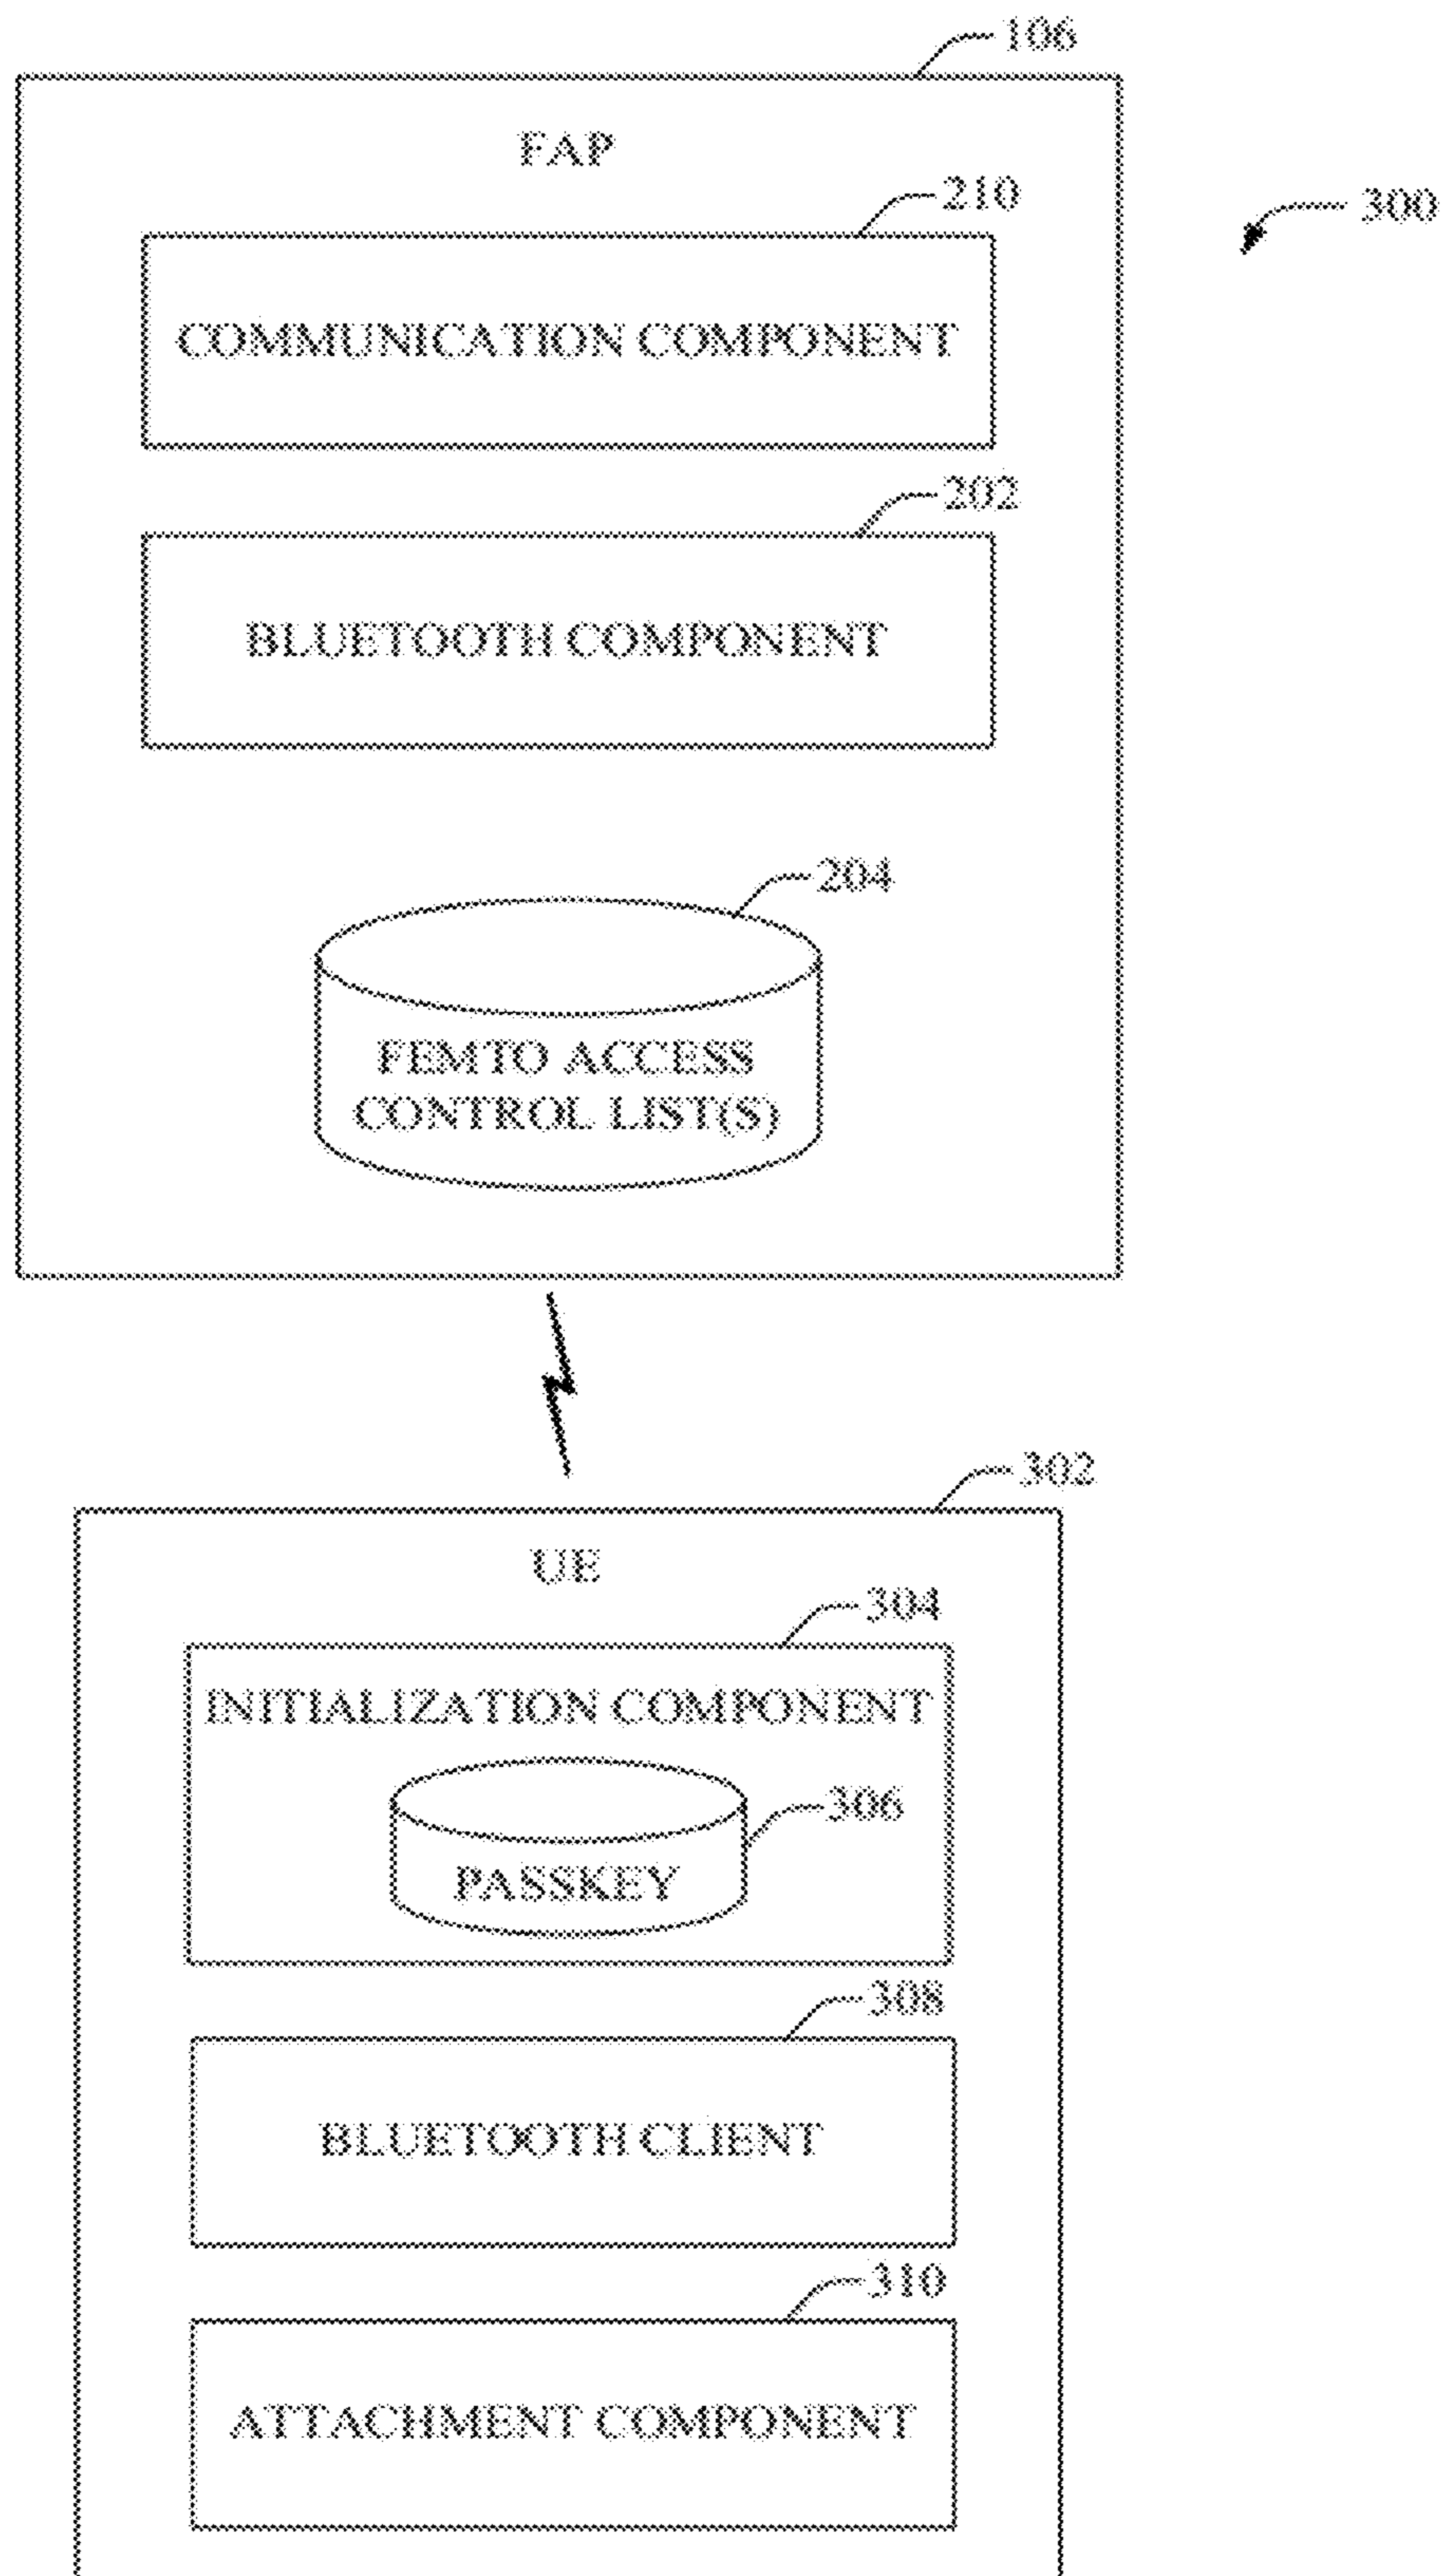 106
FAP
210
300
COMMUNICATION COMPONENT
202
BLUETOOTH COMPONENT
204
FEMTO ACCESS
CONTROL LIST(S)
302
UE
304
INITIALIZATION COMPONENT
306
PASSKEY
308
BLUETOOTH CLIENT
310
ATTACHMENT COMPONENT